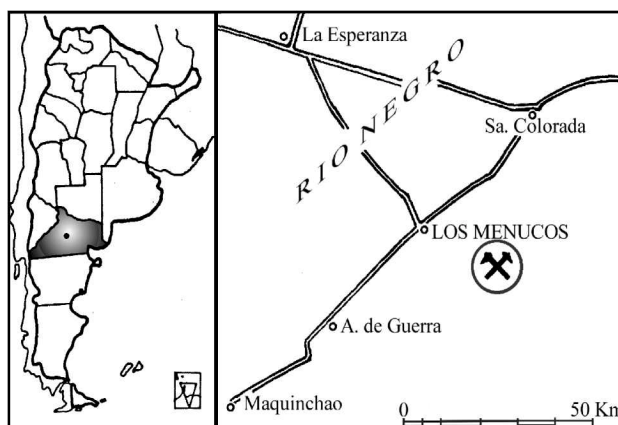 La Esperanza
RIO NEGRO
Sa. Colorada
LOS MENUCOS
A. de Guerra
Maquinchao
0 50 Km